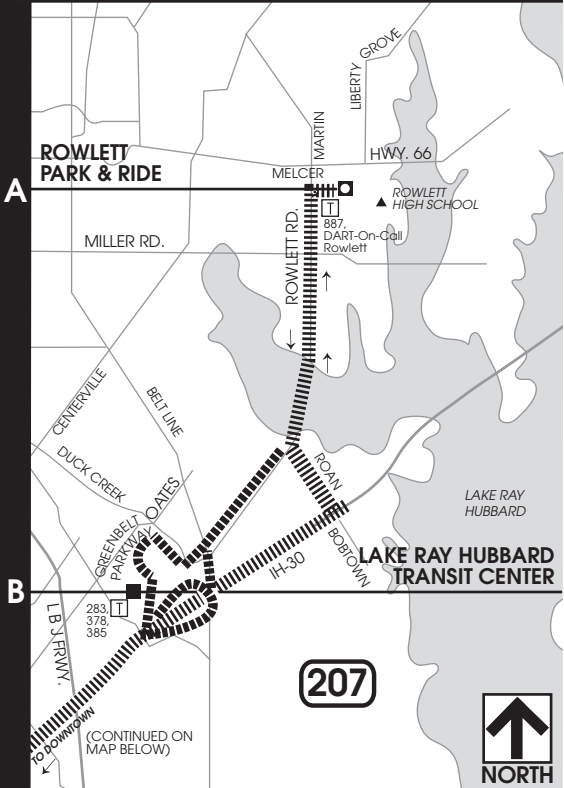 GROVE
LIBERTY
MARTIN
ROWLETT
PARK & RIDE
HWY. 66
MELCER
A
ROWLETT
HIGH SCHOOL
T
887,
DART-On-Call
Rowlett
MILLER RD.
ROWLETT RD.
CENTERVILLE
BELT LINE
DUCK CREEK
OATES
GREENBELT
PARKWAY
ROAN
BOBTOWN
LAKE RAY
HUBBARD
IH-30
LAKE RAY HUBBARD
TRANSIT CENTER
B
T
283,
378,
385
L B J FRWY.
207
TO DOWNTOWN
(CONTINUED ON
MAP BELOW)
NORTH